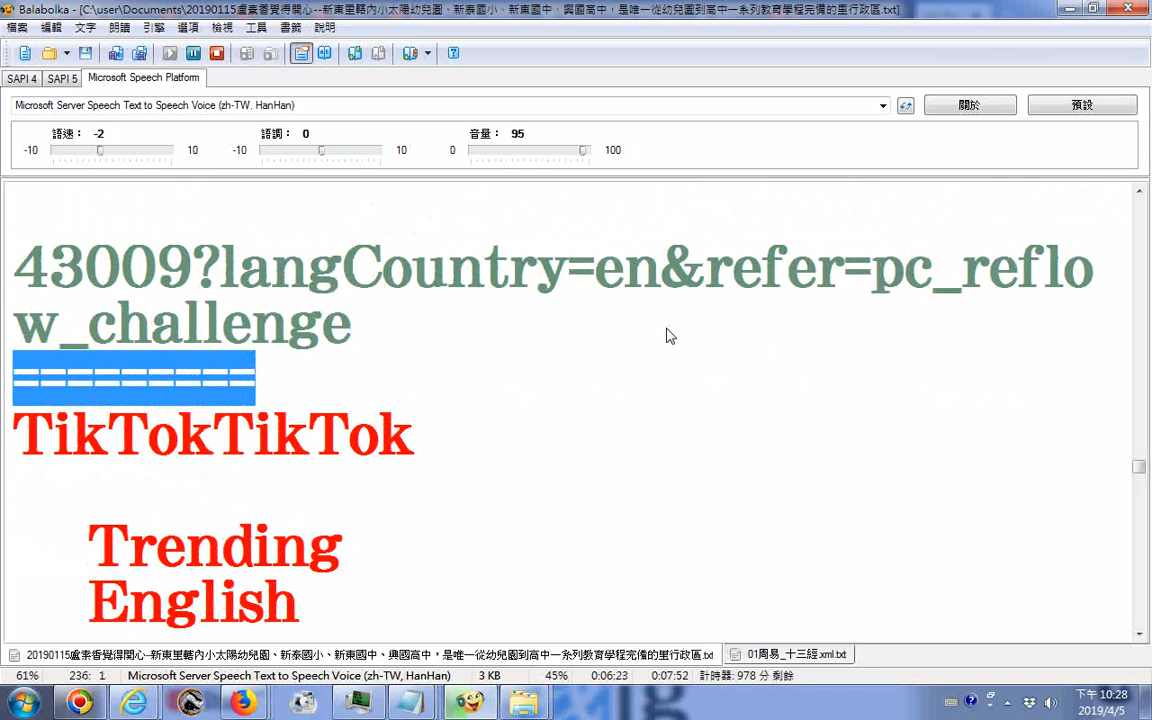 Balabolka - [C:\user\Documents\20190115盧素香覺得開心--新東里轄內小太陽幼兒園、新泰國小、新東國中、興國高中，是唯一從幼兒園到高中一系列教育學程完備的里行政區.txt]
檔案 編輯 文字 朗讀 引擎 選項 檢視 工具 書籤 說明
SAPI 4 SAPI 5 Microsoft Speech Platform
Microsoft Server Speech Text to Speech Voice (zh-TW, HanHan) 關於 預設
語速： -2 語調： 0 音量： 95
-10 10 -10 10 0 100
43009?langCountry=en&refer=pc_reflo
w_challenge
=========
TikTokTikTok
Trending
English
20190115盧素香覺得開心--新東里轄內小太陽幼兒園、新泰國小、新東國中、興國高中，是唯一從幼兒園到高中一系列教育學程完備的里行政區.txt 01周易_十三經.xml.txt
61% 236: 1 Microsoft Server Speech Text to Speech Voice (zh-TW, HanHan) 3 KB 45% 0:06:23 0:07:52 計時器: 978 分 剩餘
下午 10:28
2019/4/5